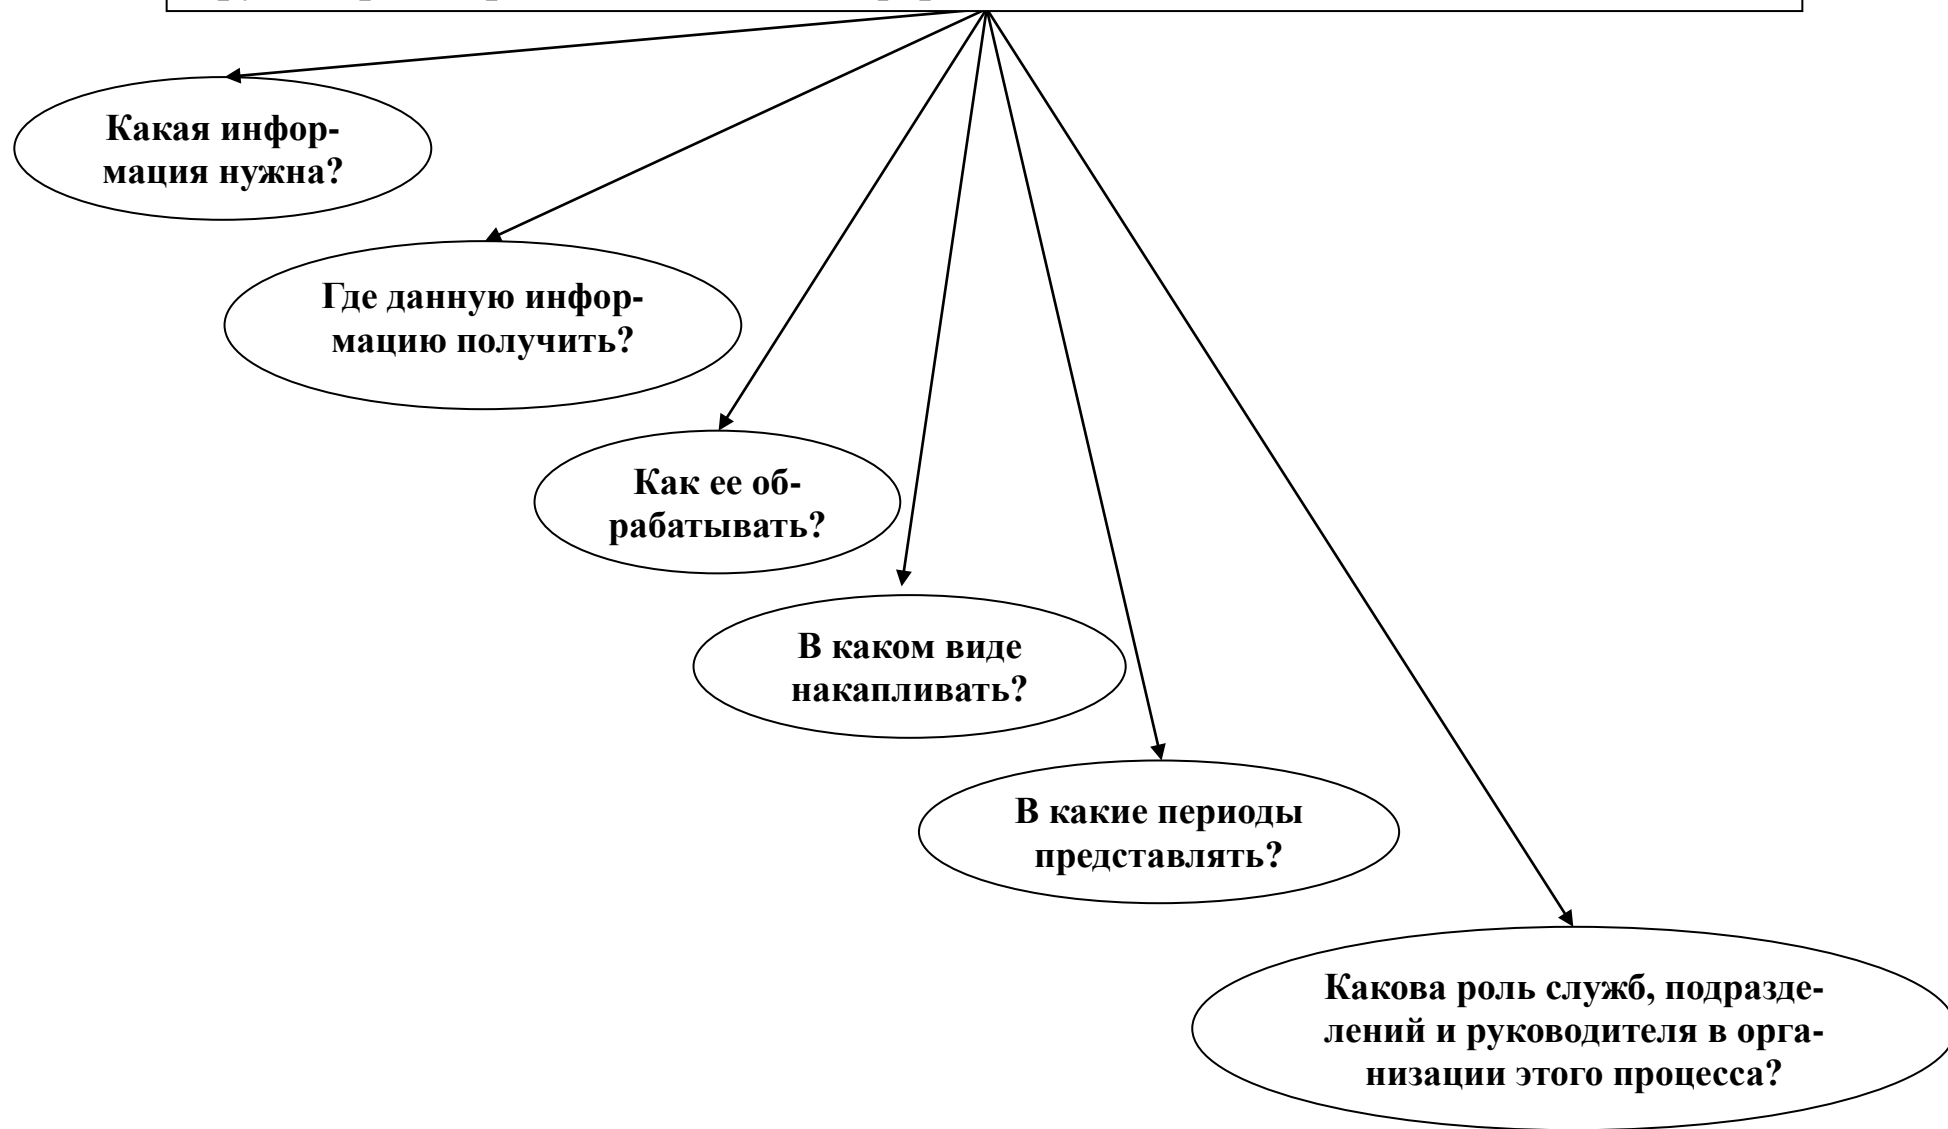 Какая инфор-
мация нужна?
Где данную инфор-
мацию получить?
Как ее об-
рабатывать?
В каком виде
накапливать?
В какие периоды
представлять?
Какова роль служб, подразде-
лений и руководителя в орга-
низации этого процесса?